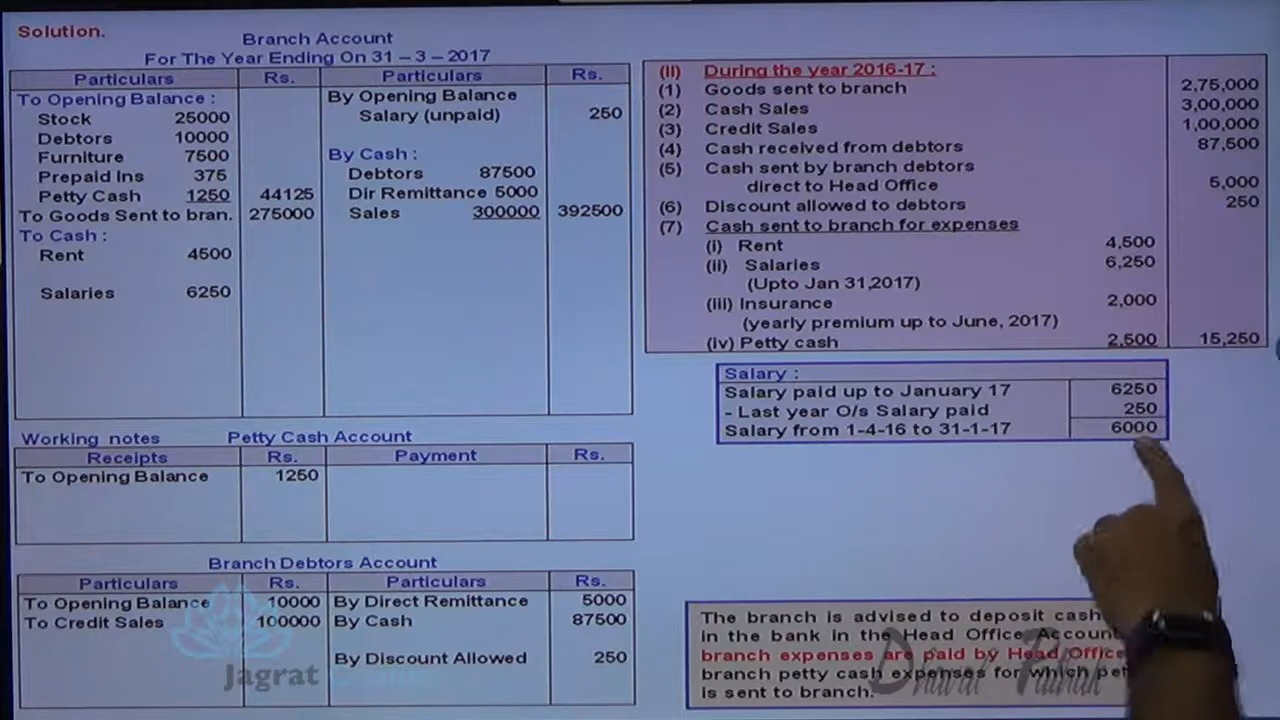 Solution.
Branch Account
For The Year Ending On 31 – 3 – 2017
Particulars Rs. Particulars Rs.
To Opening Balance : By Opening Balance
Stock 25000 Salary (unpaid) 250
Debtors 10000
Furniture 7500 By Cash :
Prepaid Ins 375 Debtors 87500
Petty Cash 1250 44125 Dir Remittance 5000
To Goods Sent to bran. 275000 Sales 300000 392500
To Cash :
Rent 4500
Salaries 6250
Working notes Petty Cash Account
Receipts Rs. Payment Rs.
To Opening Balance 1250
Branch Debtors Account
Particulars Rs. Particulars Rs.
To Opening Balance 10000 By Direct Remittance 5000
To Credit Sales 100000 By Cash 87500
By Discount Allowed 250
Jagrat
(II) During the year 2016-17 :
(1) Goods sent to branch 2,75,000
(2) Cash Sales 3,00,000
(3) Credit Sales 1,00,000
(4) Cash received from debtors 87,500
(5) Cash sent by branch debtors
direct to Head Office 5,000
(6) Discount allowed to debtors 250
(7) Cash sent to branch for expenses
(i) Rent 4,500
(ii) Salaries 6,250
(Upto Jan 31,2017)
(iii) Insurance 2,000
(yearly premium up to June, 2017)
(iv) Petty cash 2,500 15,250
Salary :
Salary paid up to January 17 6250
- Last year O/s Salary paid 250
Salary from 1-4-16 to 31-1-17 6000
The branch is advised to deposit cash
in the bank in the Head Office Account
branch expenses are paid by Head Office
branch petty cash expenses for which pet
is sent to branch.